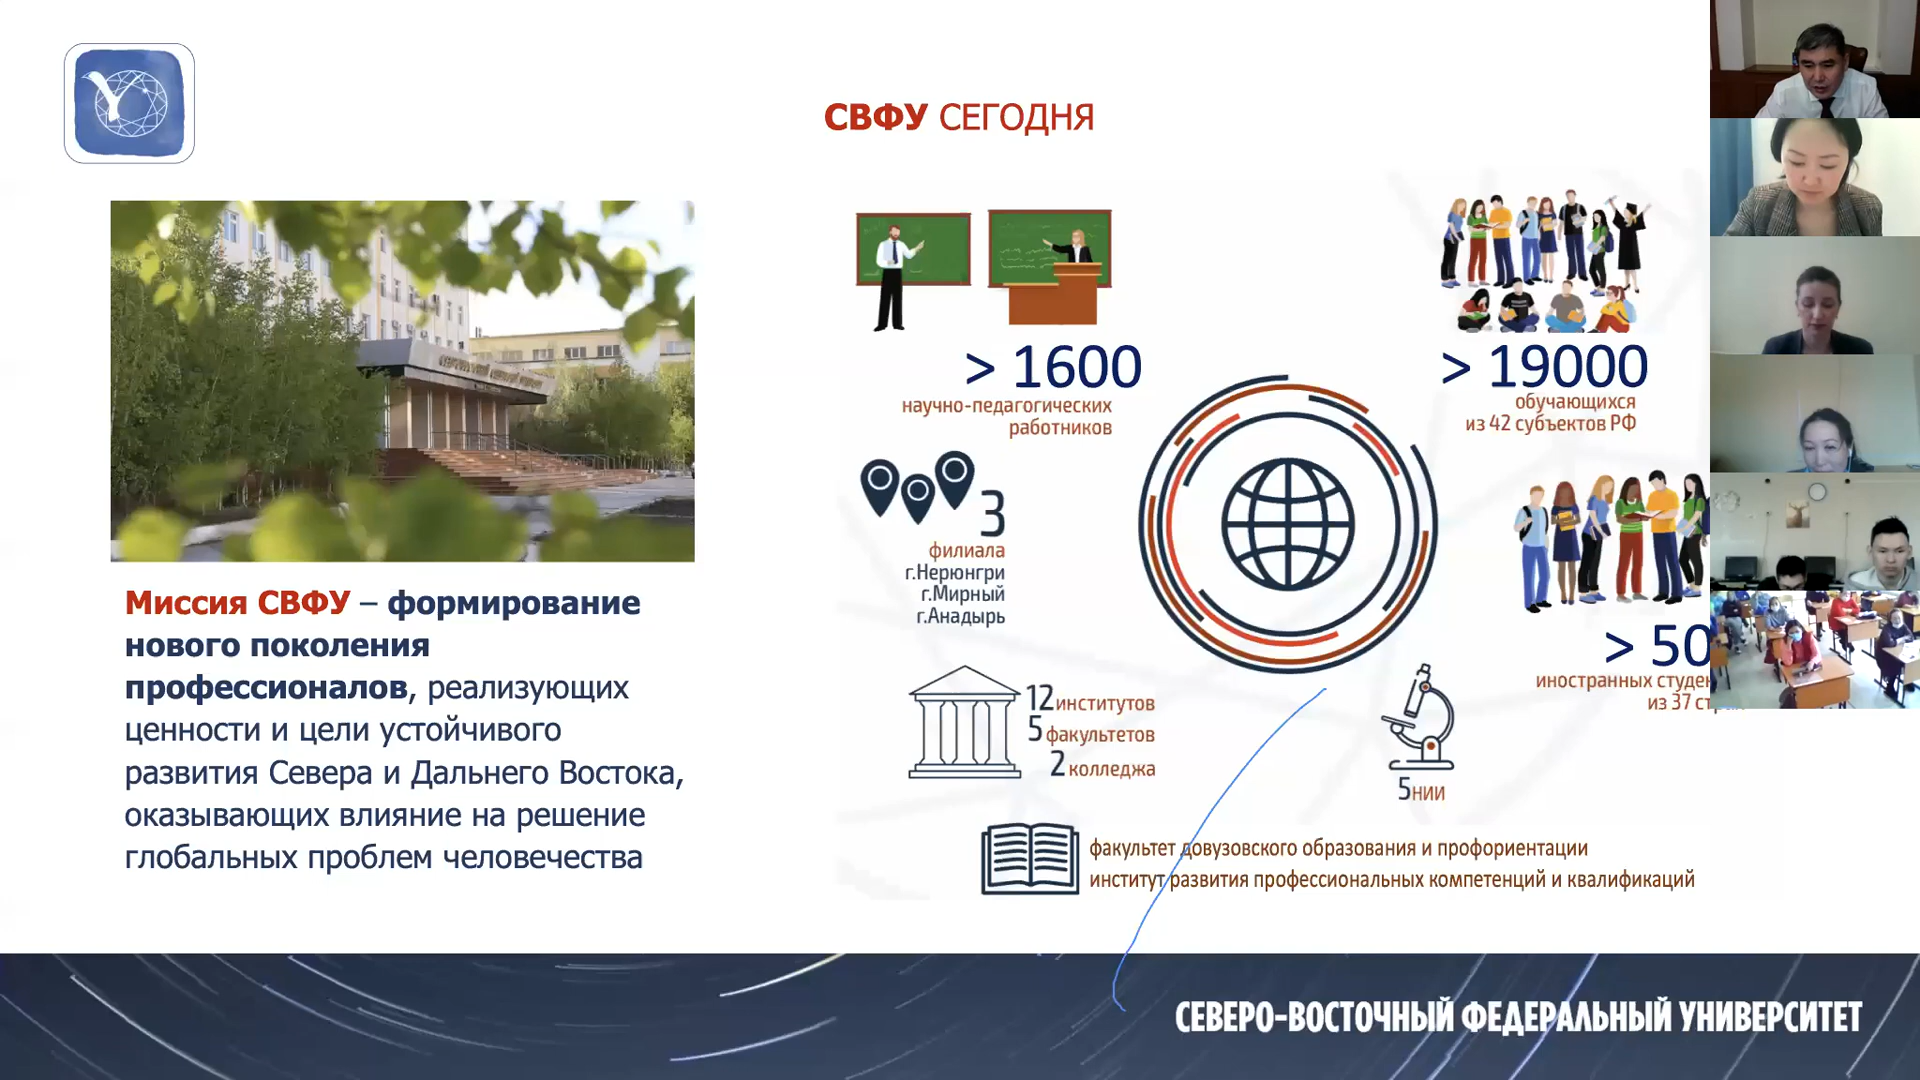 СВФУ СЕГОДНЯ
Миссия СВФУ – формирование
нового поколения
профессионалов, реализующих
ценности и цели устойчивого
развития Севера и Дальнего Востока,
оказывающих влияние на решение
глобальных проблем человечества
> 1600
научно-педагогических
работников
> 19000
обучающихся
из 42 субъектов РФ
3
филиала
г.Нерюнгри
г.Мирный
г.Анадырь
> 50
иностранных
из 37
12 институтов
5 факультетов
2 колледжа
5 НИИ
факультет довузовского образования и профориентации
институт развития профессиональных компетенций и квалификаций
СЕВЕРО-ВОСТОЧНЫЙ ФЕДЕРАЛЬНЫЙ УНИВЕРСИТЕТ